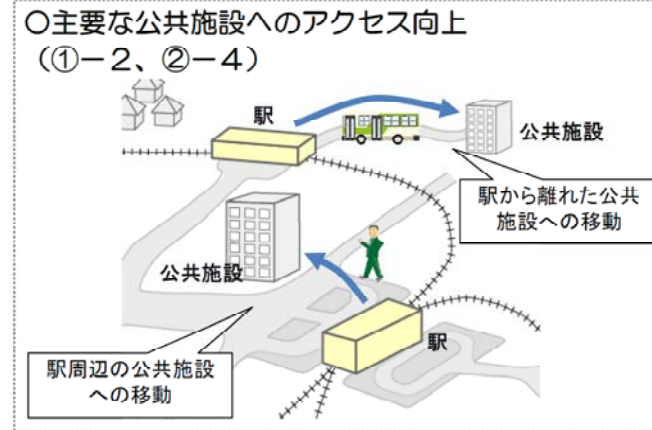 ○主要な公共施設へのアクセス向上
（①－２、②－４）
駅
公共施設
駅から離れた公共
施設への移動
公共施設
駅
駅周辺の公共施設
への移動